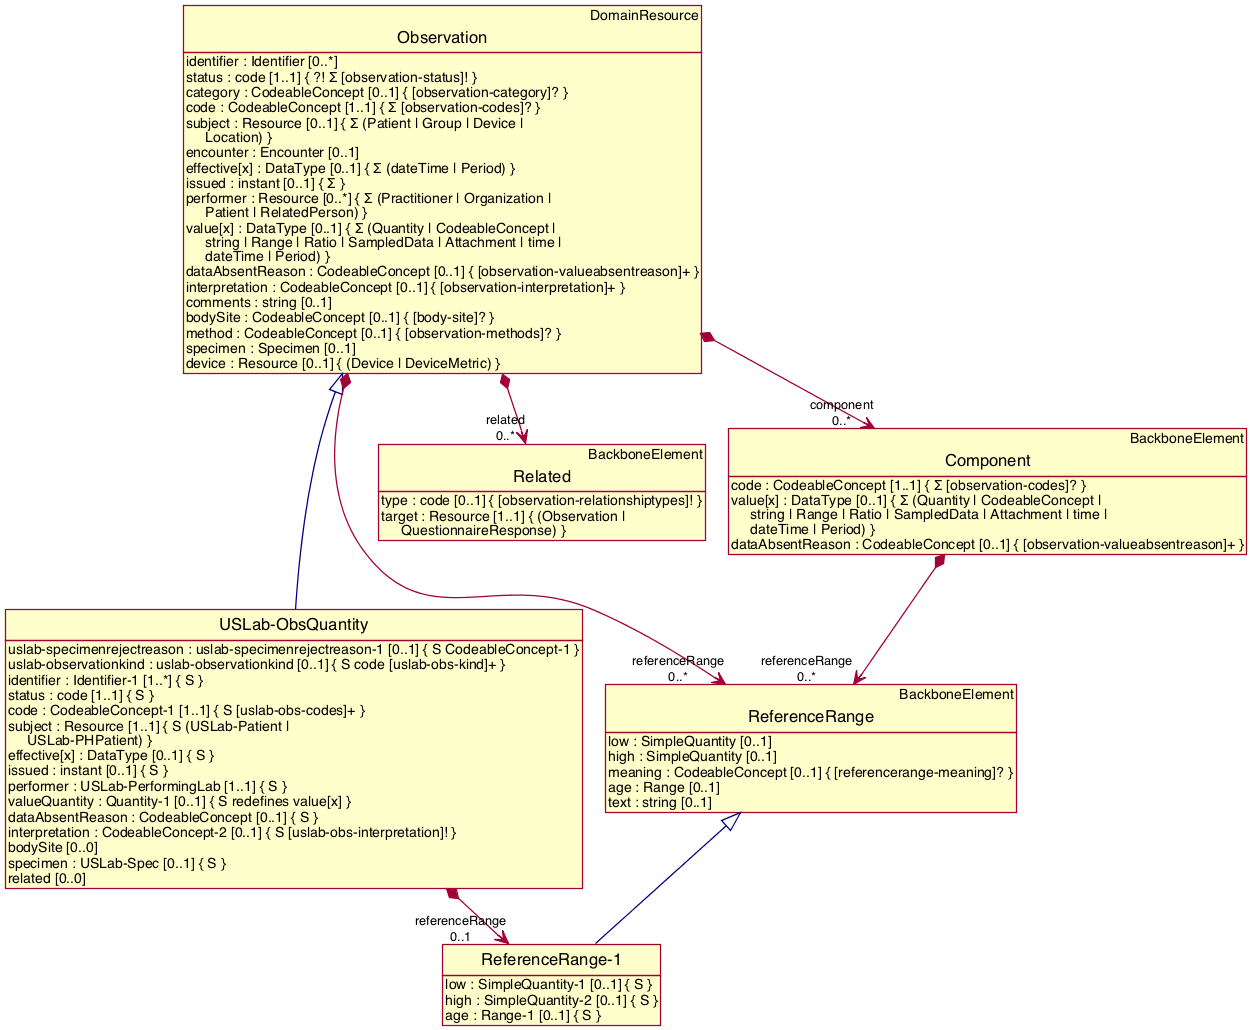 DomainResource
Observation
identifier : Identifier [0..*]
status : code [1..1] { ?! Σ [observation-status]! }
category : CodeableConcept [0..1] { [observation-category]? }
code : CodeableConcept [1..1] { Σ [observation-codes]? }
subject : Resource [0..1] { Σ (Patient | Group | Device |
Location) }
encounter : Encounter [0..1]
effective[x] : DataType [0..1] { Σ (dateTime | Period) }
issued : instant [0..1] { Σ }
performer : Resource [0..*] { Σ (Practitioner | Organization |
Patient | RelatedPerson) }
value[x] : DataType [0..1] { Σ (Quantity | CodeableConcept |
string | Range | Ratio | SampledData | Attachment | time |
dateTime | Period) }
dataAbsentReason : CodeableConcept [0..1] { [observation-valueabsentreason]+ }
interpretation : CodeableConcept [0..1] { [observation-interpretation]+ }
comments : string [0..1]
bodySite : CodeableConcept [0..1] { [body-site]? }
method : CodeableConcept [0..1] { [observation-methods]? }
specimen : Specimen [0..1]
device : Resource [0..1] { (Device | DeviceMetric) }
related
0..*
component
0..*
BackboneElement
Related
type : code [0..1] { [observation-relationshiptypes]! }
target : Resource [1..1] { (Observation |
QuestionnaireResponse) }
BackboneElement
Component
code : CodeableConcept [1..1] { Σ [observation-codes]? }
value[x] : DataType [0..1] { Σ (Quantity | CodeableConcept |
string | Range | Ratio | SampledData | Attachment | time |
dateTime | Period) }
dataAbsentReason : CodeableConcept [0..1] { [observation-valueabsentreason]+ }
USLab-ObsQuantity
uslab-specimenrejectreason : uslab-specimenrejectreason-1 [0..1] { S CodeableConcept-1 }
uslab-observationkind : uslab-observationkind [0..1] { S code [uslab-obs-kind]+ }
identifier : Identifier-1 [1..*] { S }
status : code [1..1] { S }
code : CodeableConcept-1 [1..1] { S [uslab-obs-codes]+ }
subject : Resource [1..1] { S (USLab-Patient |
USLab-PHPatient) }
effective[x] : DataType [0..1] { S }
issued : instant [0..1] { S }
performer : USLab-PerformingLab [1..1] { S }
valueQuantity : Quantity-1 [0..1] { S redefines value[x] }
dataAbsentReason : CodeableConcept [0..1] { S }
interpretation : CodeableConcept-2 [0..1] { S [uslab-obs-interpretation]! }
bodySite [0..0]
specimen : USLab-Spec [0..1] { S }
related [0..0]
referenceRange
0..*
referenceRange
0..*
BackboneElement
ReferenceRange
low : SimpleQuantity [0..1]
high : SimpleQuantity [0..1]
meaning : CodeableConcept [0..1] { [referencerange-meaning]? }
age : Range [0..1]
text : string [0..1]
referenceRange
0..1
ReferenceRange-1
low : SimpleQuantity-1 [0..1] { S }
high : SimpleQuantity-2 [0..1] { S }
age : Range-1 [0..1] { S }